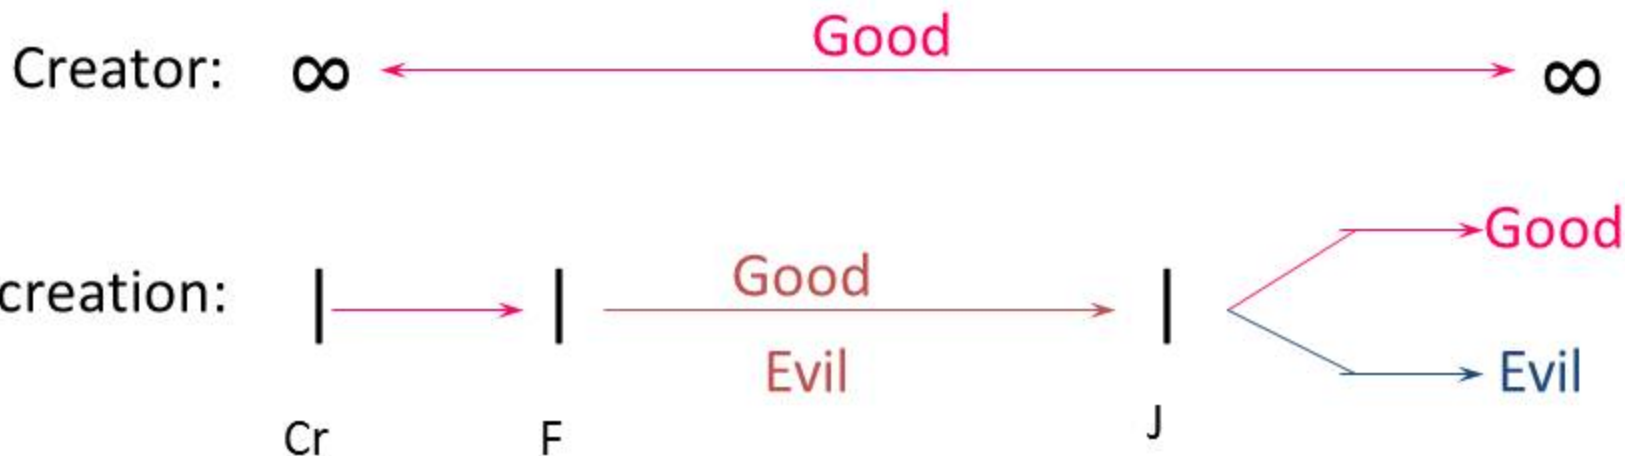 Good
Creator: ∞ ∞
Good
creation: | | Good |
Evil Evil
Cr F J